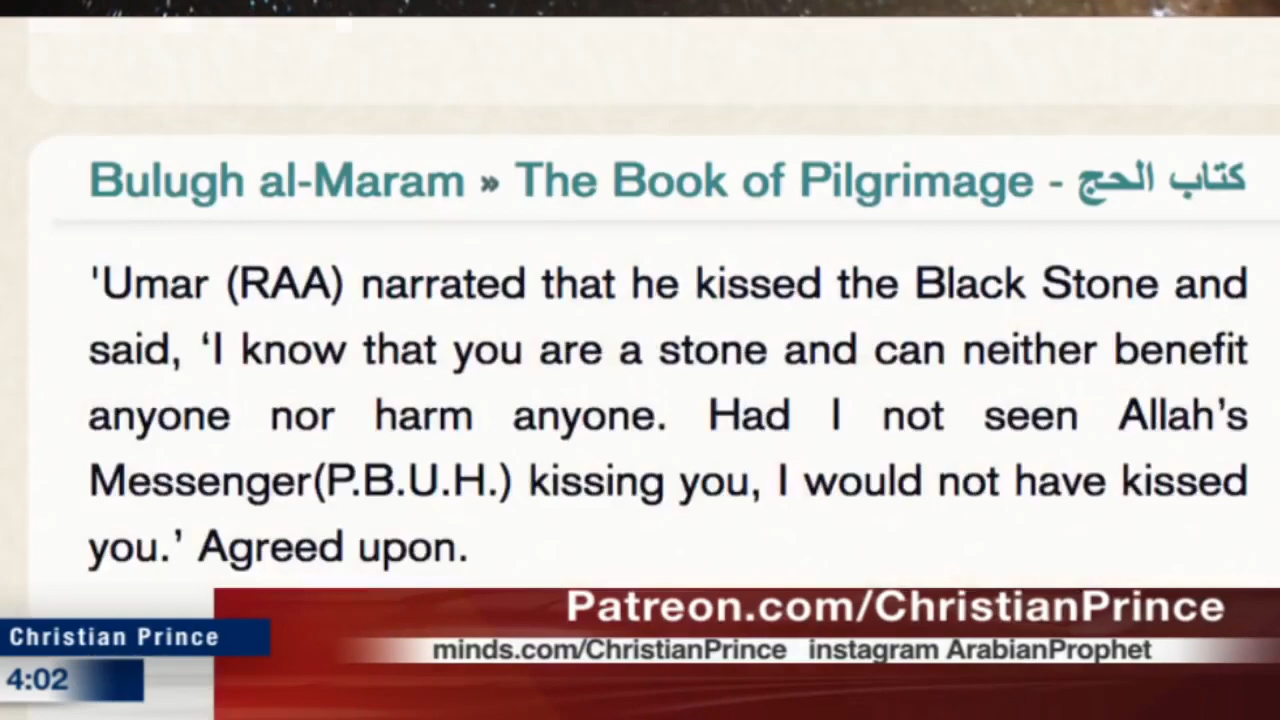 Bulugh al-Maram » The Book of Pilgrimage - كتاب الحج
'Umar (RAA) narrated that he kissed the Black Stone and
said, ‘I know that you are a stone and can neither benefit
anyone nor harm anyone. Had I not seen Allah’s
Messenger(P.B.U.H.) kissing you, I would not have kissed
you.’ Agreed upon.
Patreon.com/ChristianPrince
Christian Prince
minds.com/ChristianPrince instagram ArabianProphet
4:02